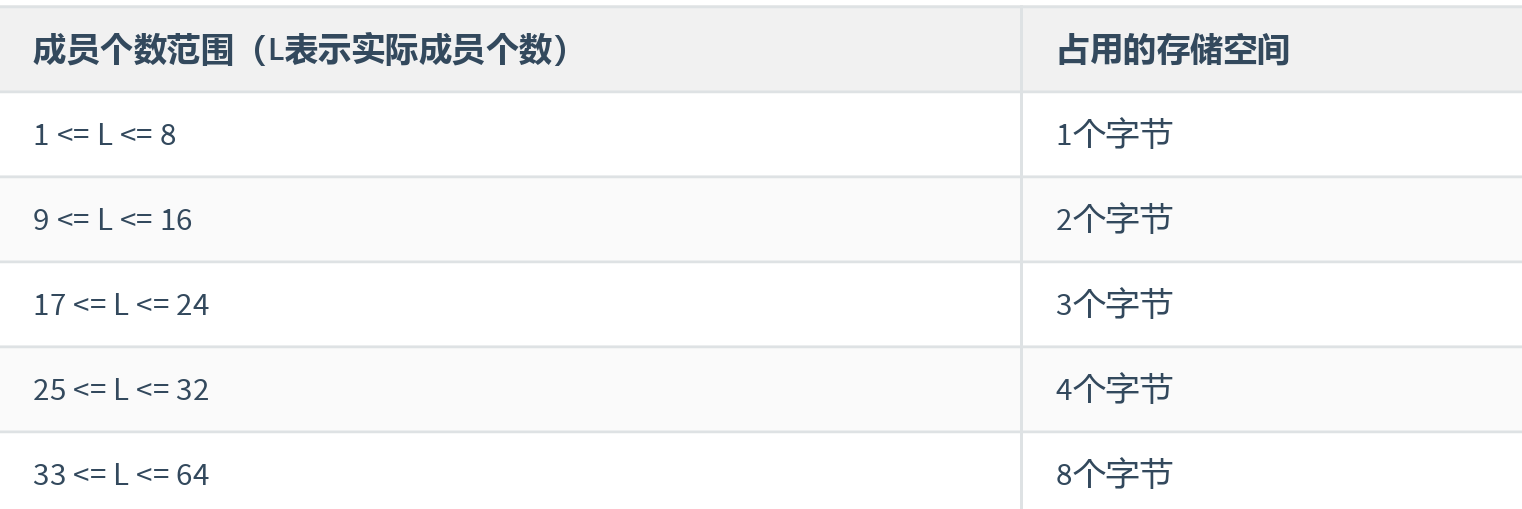 成员个数范围（L表示实际成员个数） 占用的存储空间
1 <= L <= 8 1个字节
9 <= L <= 16 2个字节
17 <= L <= 24 3个字节
25 <= L <= 32 4个字节
33 <= L <= 64 8个字节